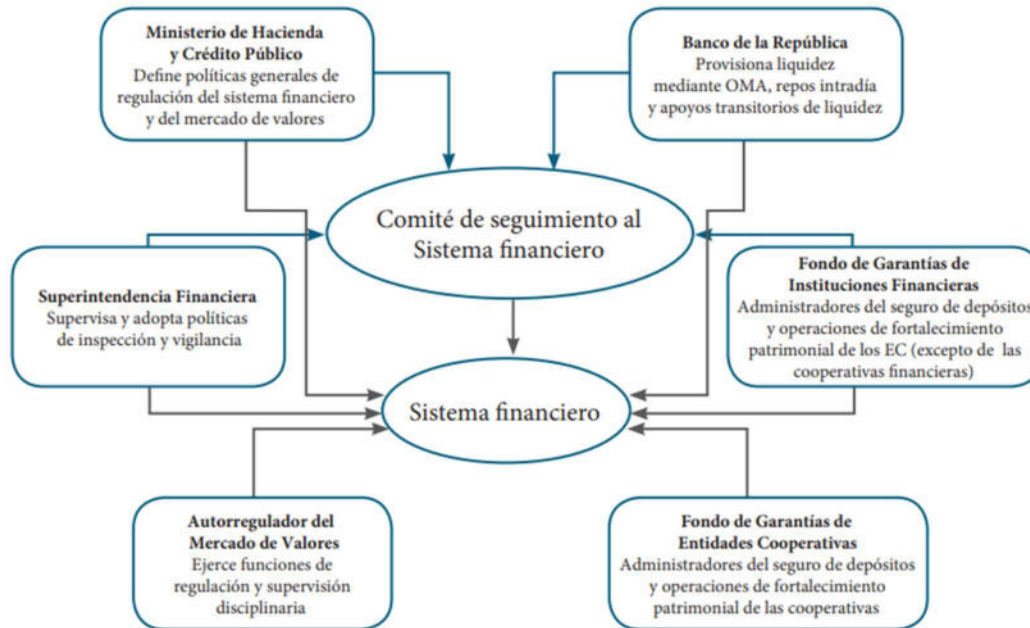 Ministerio de Hacienda
y Crédito Público
Define políticas generales de
regulación del sistema financiero
y del mercado de valores
Banco de la República
Provisiona liquidez
mediante OMA, repos intradía
y apoyos transitorios de liquidez
Comité de seguimiento al
Sistema financiero
Superintendencia Financiera
Supervisa y adopta políticas
de inspección y vigilancia
Fondo de Garantías de
Instituciones Financieras
Administradores del seguro de depósitos
y operaciones de fortalecimiento
patrimonial de los EC (excepto de las
cooperativas financieras)
Sistema financiero
Autorregulador del
Mercado de Valores
Ejerce funciones de
regulación y supervisión
disciplinaria
Fondo de Garantías de
Entidades Cooperativas
Administradores del seguro de depósitos
y operaciones de fortalecimiento
patrimonial de las cooperativas